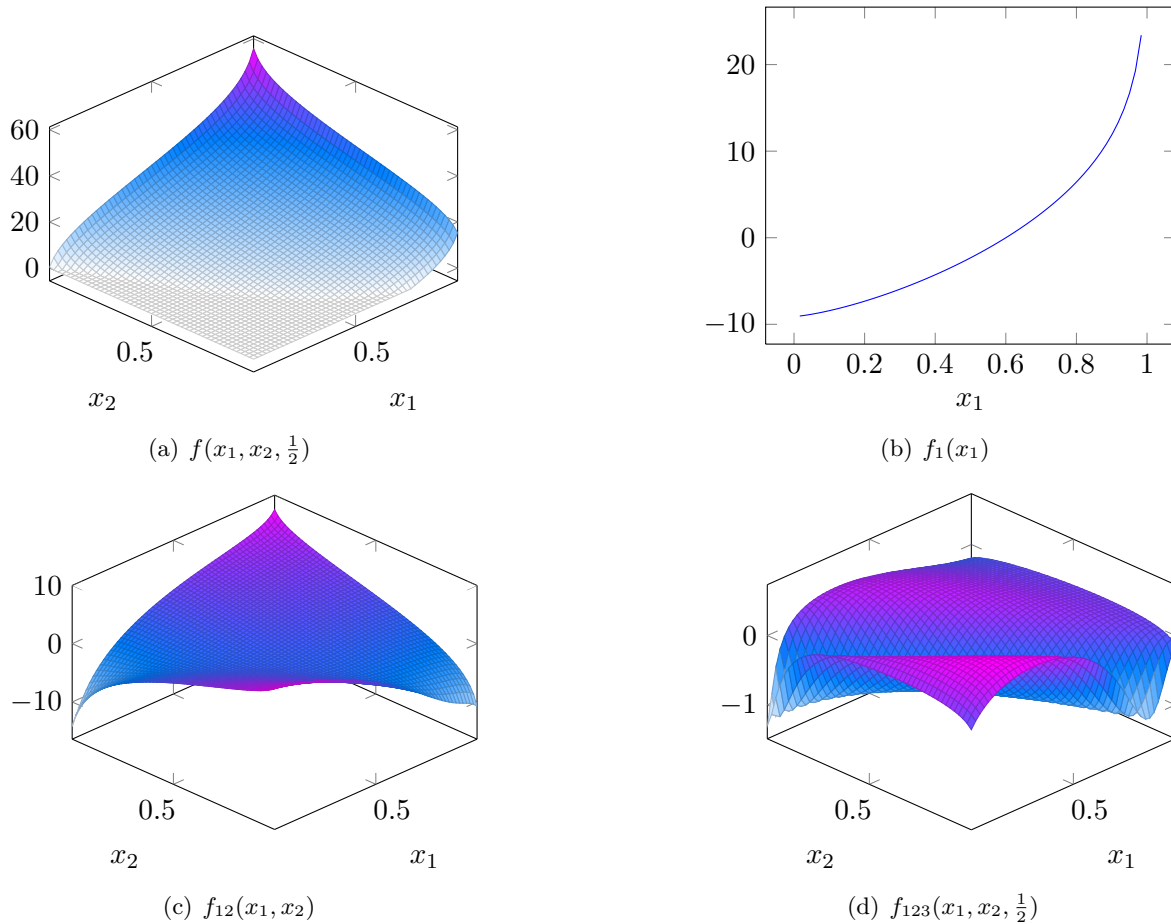 60
40
20
0
0.5
0.5
x₂
x₁
(a) f(x₁, x₂, ½)
20
10
0
−10
0 0.2 0.4 0.6 0.8 1
x₁
(b) f₁(x₁)
10
0
−10
0.5
0.5
x₂
x₁
(c) f₁₂(x₁, x₂)
0
−1
0.5
0.5
x₂
x₁
(d) f₁₂₃(x₁, x₂, ½)